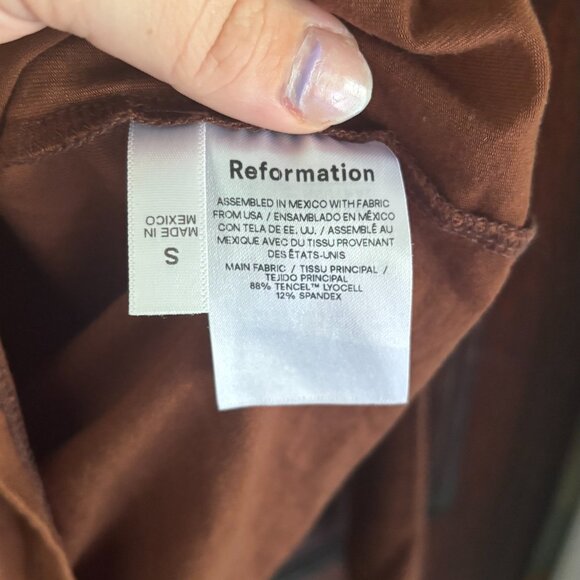 Reformation
ASSEMBLED IN MEXICO WITH FABRIC
FROM USA / ENSAMBLADO EN MÉXICO
CON TELA DE EE. UU. / ASSEMBLÉ AU
MEXIQUE AVEC DU TISSU PROVENANT
DES ÉTATS-UNIS
MAIN FABRIC / TISSU PRINCIPAL /
TEJIDO PRINCIPAL
88% TENCEL™ LYOCELL
12% SPANDEX
S
MADE IN
MEXICO